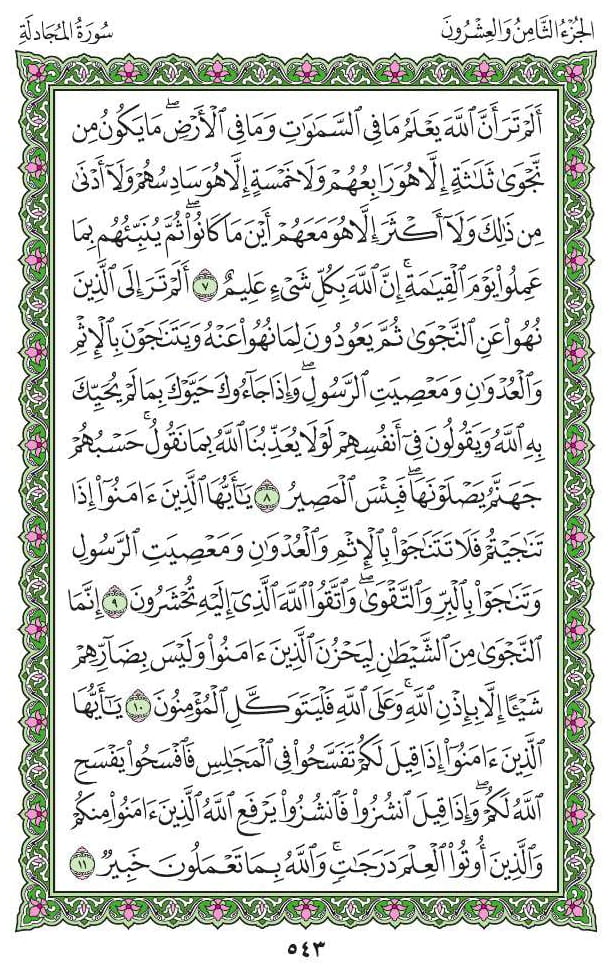 الجزء الثامن والعشرون سورة المجادلة
أَلَمْ تَرَ أَنَّ ٱللَّهَ يَعْلَمُ مَا فِي ٱلسَّمَٰوَٰتِ وَمَا فِي ٱلْأَرْضِۖ مَا يَكُونُ مِن
نَّجْوَىٰ ثَلَٰثَةٍ إِلَّا هُوَ رَابِعُهُمْ وَلَا خَمْسَةٍ إِلَّا هُوَ سَادِسُهُمْ وَلَآ أَدْنَىٰ
مِن ذَٰلِكَ وَلَآ أَكْثَرَ إِلَّا هُوَ مَعَهُمْ أَيْنَ مَا كَانُوا۟ۖ ثُمَّ يُنَبِّئُهُم بِمَا
عَمِلُوا۟ يَوْمَ ٱلْقِيَٰمَةِۚ إِنَّ ٱللَّهَ بِكُلِّ شَىْءٍ عَلِيمٌ ٧ أَلَمْ تَرَ إِلَى ٱلَّذِينَ
نُهُوا۟ عَنِ ٱلنَّجْوَىٰ ثُمَّ يَعُودُونَ لِمَا نُهُوا۟ عَنْهُ وَيَتَنَٰجَوْنَ بِٱلْإِثْمِ
وَٱلْعُدْوَٰنِ وَمَعْصِيَتِ ٱلرَّسُولِۖ وَإِذَا جَآءُوكَ حَيَّوْكَ بِمَا لَمْ يُحَيِّكَ
بِهِ ٱللَّهُ وَيَقُولُونَ فِىٓ أَنفُسِهِمْ لَوْلَا يُعَذِّبُنَا ٱللَّهُ بِمَا نَقُولُۚ حَسْبُهُمْ
جَهَنَّمُ يَصْلَوْنَهَاۖ فَبِئْسَ ٱلْمَصِيرُ ٨ يَٰٓأَيُّهَا ٱلَّذِينَ ءَامَنُوٓا۟ إِذَا
تَنَٰجَيْتُمْ فَلَا تَتَنَٰجَوْا۟ بِٱلْإِثْمِ وَٱلْعُدْوَٰنِ وَمَعْصِيَتِ ٱلرَّسُولِ
وَتَنَٰجَوْا۟ بِٱلْبِرِّ وَٱلتَّقْوَىٰۖ وَٱتَّقُوا۟ ٱللَّهَ ٱلَّذِىٓ إِلَيْهِ تُحْشَرُونَ ٩ إِنَّمَا
ٱلنَّجْوَىٰ مِنَ ٱلشَّيْطَٰنِ لِيَحْزُنَ ٱلَّذِينَ ءَامَنُوا۟ وَلَيْسَ بِضَآرِّهِمْ
شَيْـًٔا إِلَّا بِإِذْنِ ٱللَّهِۚ وَعَلَى ٱللَّهِ فَلْيَتَوَكَّلِ ٱلْمُؤْمِنُونَ ١٠ يَٰٓأَيُّهَا
ٱلَّذِينَ ءَامَنُوٓا۟ إِذَا قِيلَ لَكُمْ تَفَسَّحُوا۟ فِى ٱلْمَجَٰلِسِ فَٱفْسَحُوا۟ يَفْسَحِ
ٱللَّهُ لَكُمْۖ وَإِذَا قِيلَ ٱنشُزُوا۟ فَٱنشُزُوا۟ يَرْفَعِ ٱللَّهُ ٱلَّذِينَ ءَامَنُوا۟ مِنكُمْ
وَٱلَّذِينَ أُوتُوا۟ ٱلْعِلْمَ دَرَجَٰتٍۚ وَٱللَّهُ بِمَا تَعْمَلُونَ خَبِيرٌ ١١
٥٤٣